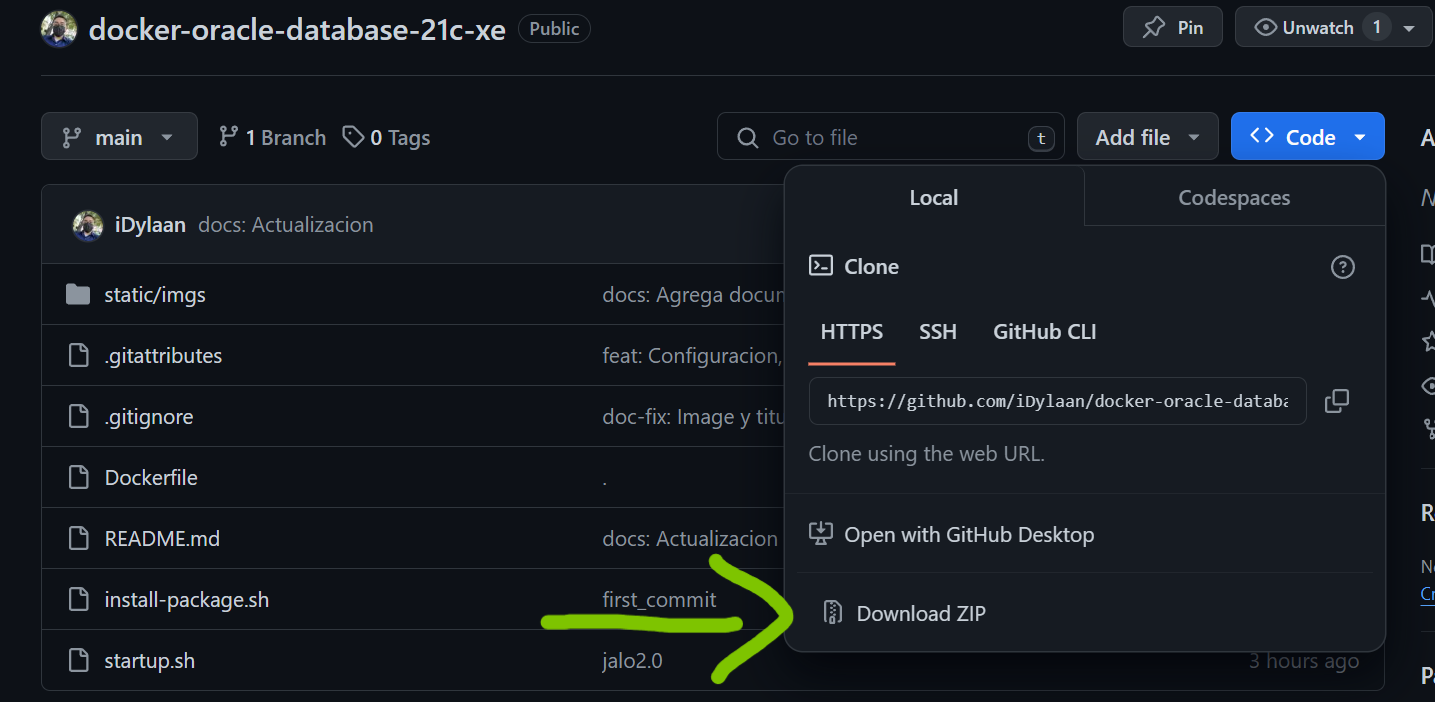 docker-oracle-database-21c-xe Public Pin Unwatch 1
main 1 Branch 0 Tags Go to file t Add file Code
Local Codespaces
iDylaan docs: Actualizacion
Clone
static/imgs docs: Agrega
.gitattributes feat: Configuracion,
HTTPS SSH GitHub CLI
https://github.com/iDylaan/docker-oracle-databa
.gitignore doc-fix: Image y
Clone using the web URL.
Dockerfile .
README.md docs: Actualizacion
Open with GitHub Desktop
install-package.sh first_commit
Download ZIP
startup.sh jalo2.0 3 hours ago